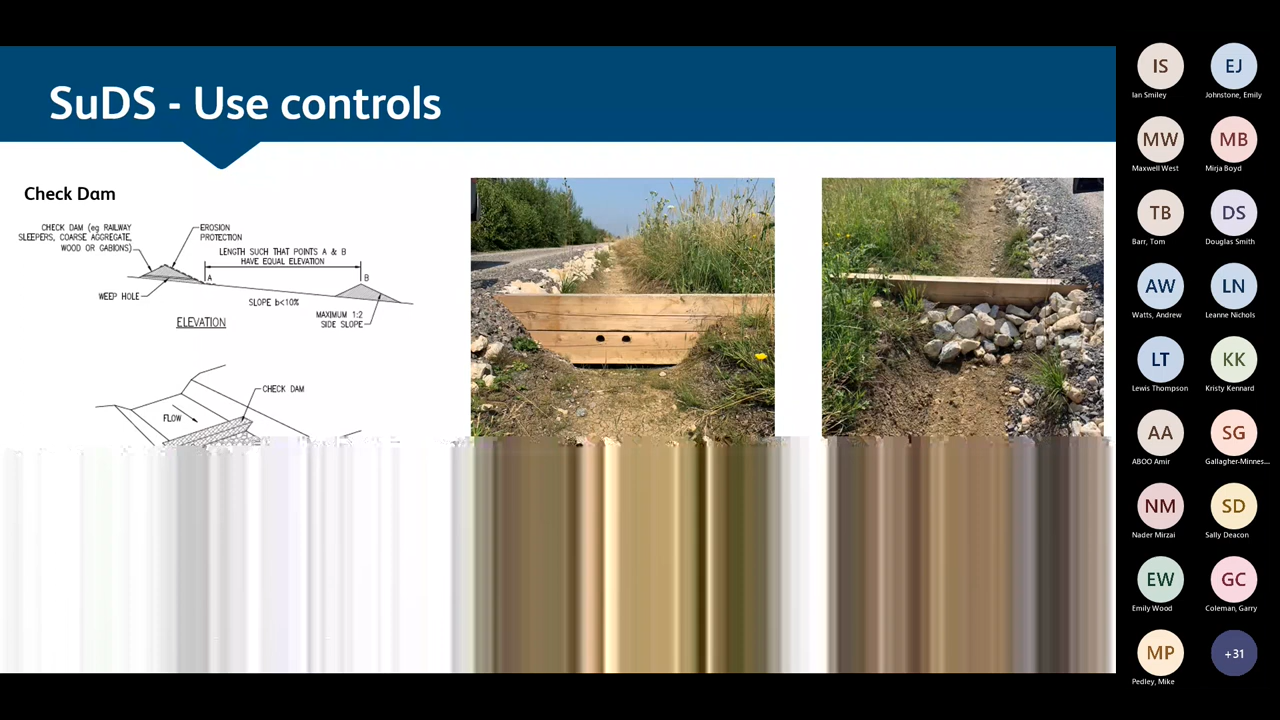 SuDS - Use controls
Check Dam
CHECK DAM (eg RAILWAY
SLEEPERS, COARSE AGGREGATE,
WOOD OR GABIONS)
EROSION
PROTECTION
LENGTH SUCH THAT POINTS A & B
HAVE EQUAL ELEVATION
A
B
WEEP HOLE
SLOPE b<10%
MAXIMUM 1:2
SIDE SLOPE
ELEVATION
CHECK DAM
FLOW
IS
Ian Smiley
EJ
Johnstone, Emily
MW
Maxwell West
MB
Mirja Boyd
TB
Barr, Tom
DS
Douglas Smith
AW
Watts, Andrew
LN
Leanne Nichols
LT
Lewis Thompson
KK
Kristy Kennard
AA
ABOO Amir
SG
Gallagher-Minnes...
NM
Nader Mirzai
SD
Sally Deacon
EW
Emily Wood
GC
Coleman, Garry
MP
Pedley, Mike
+31